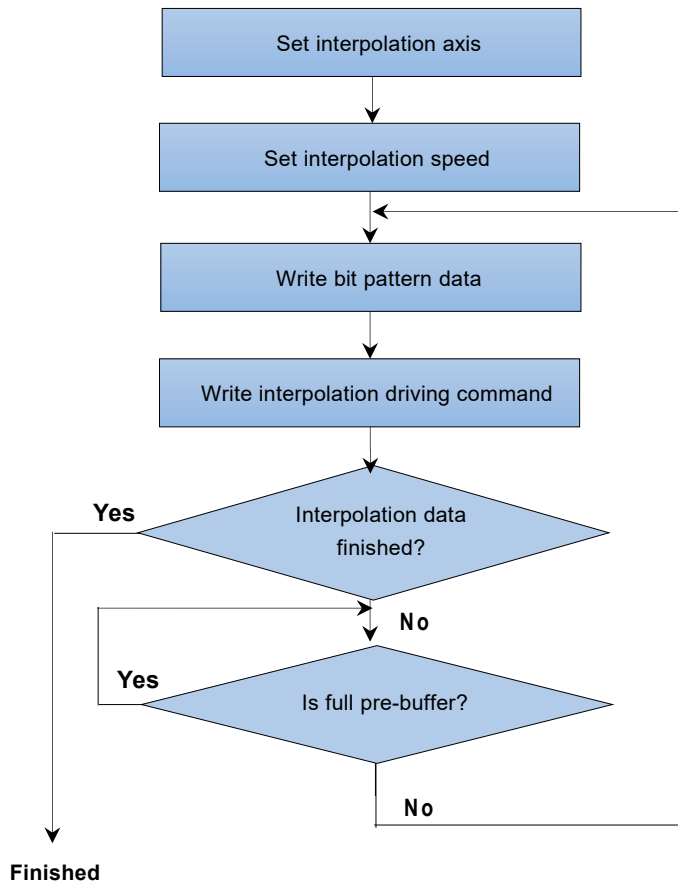 Set interpolation axis
Set interpolation speed
Write bit pattern data
Write interpolation driving command
Yes
Interpolation data
finished?
No
Yes
Is full pre-buffer?
No
Finished